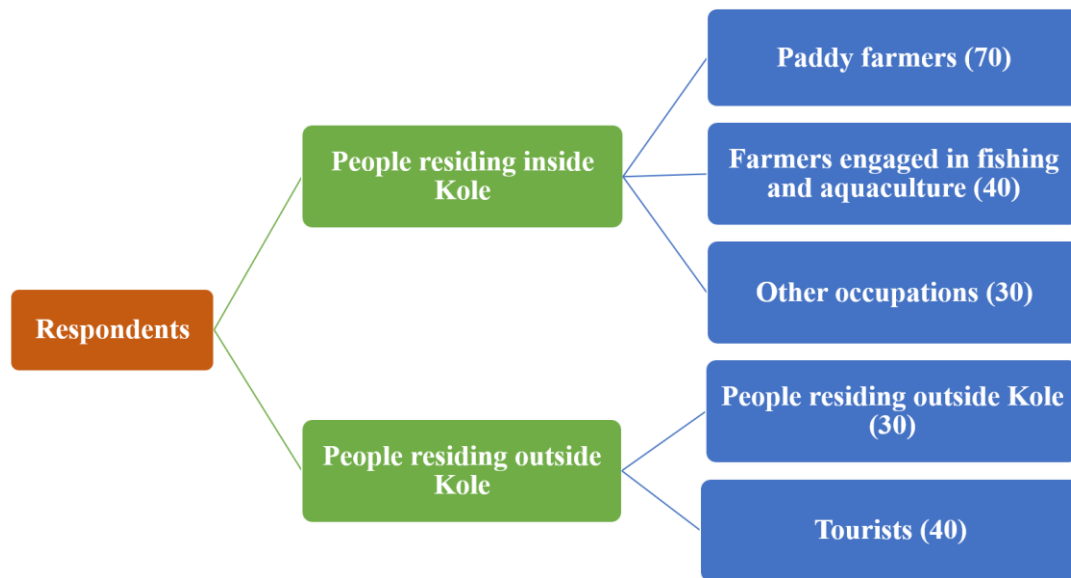 Respondents
People residing inside
Kole
Paddy farmers (70)
Farmers engaged in fishing
and aquaculture (40)
Other occupations (30)
People residing outside
Kole
People residing outside Kole
(30)
Tourists (40)